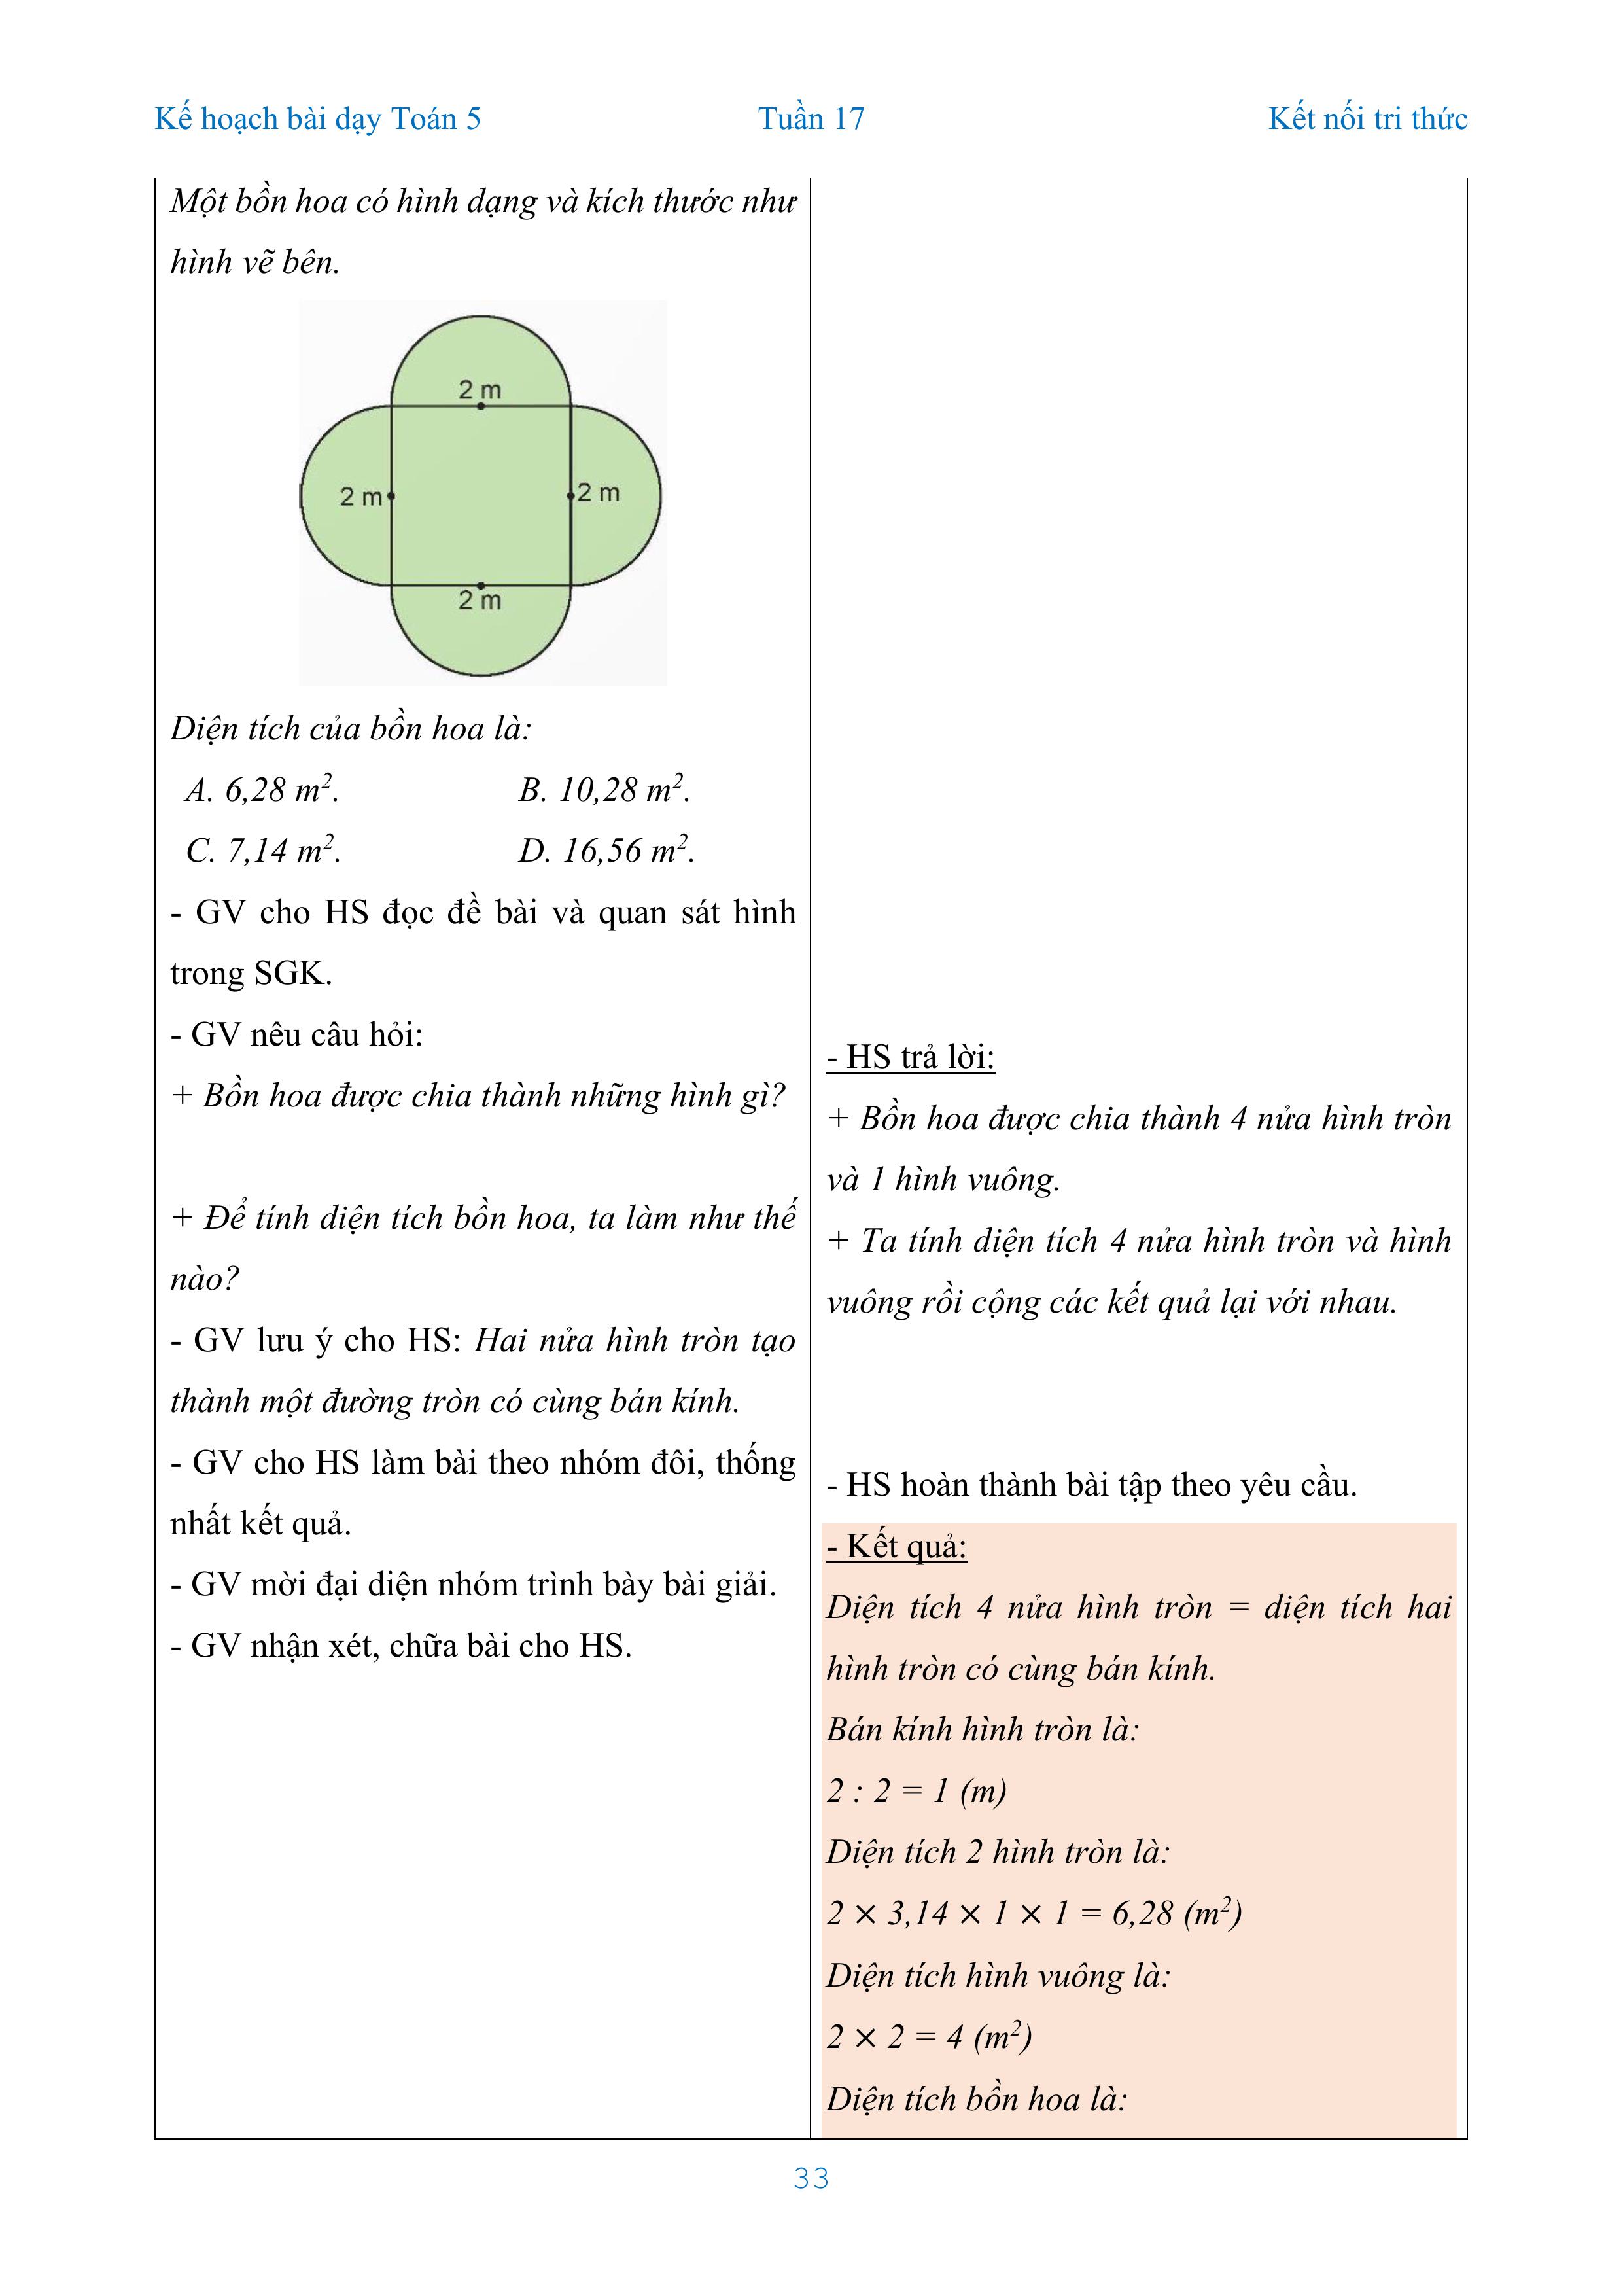 Kế hoạch bài dạy Toán 5 Tuần 17 Kết nối tri thức
Một bồn hoa có hình dạng và kích thước như
hình vẽ bên.
2 m
2 m
2 m
2 m
Diện tích của bồn hoa là:
A. 6,28 m². B. 10,28 m².
C. 7,14 m². D. 16,56 m².
- GV cho HS đọc đề bài và quan sát hình
trong SGK.
- GV nêu câu hỏi:
+ Bồn hoa được chia thành những hình gì?
+ Để tính diện tích bồn hoa, ta làm như thế
nào?
- GV lưu ý cho HS: Hai nửa hình tròn tạo
thành một đường tròn có cùng bán kính.
- GV cho HS làm bài theo nhóm đôi, thống
nhất kết quả.
- GV mời đại diện nhóm trình bày bài giải.
- GV nhận xét, chữa bài cho HS.
- HS trả lời:
+ Bồn hoa được chia thành 4 nửa hình tròn
và 1 hình vuông.
+ Ta tính diện tích 4 nửa hình tròn và hình
vuông rồi cộng các kết quả lại với nhau.
- HS hoàn thành bài tập theo yêu cầu.
- Kết quả:
Diện tích 4 nửa hình tròn = diện tích hai
hình tròn có cùng bán kính.
Bán kính hình tròn là:
2 : 2 = 1 (m)
Diện tích 2 hình tròn là:
2 × 3,14 × 1 × 1 = 6,28 (m²)
Diện tích hình vuông là:
2 × 2 = 4 (m²)
Diện tích bồn hoa là:
33